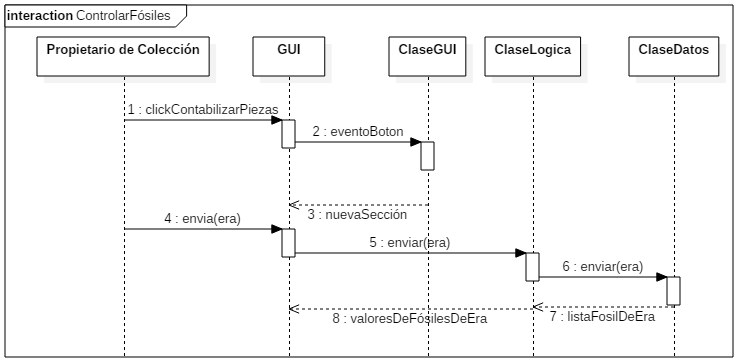 interaction ControlarFósiles
Propietario de Colección
GUI
ClaseGUI
ClaseLogica
ClaseDatos
1 : clickContabilizarPiezas
2 : eventoBoton
3 : nuevaSección
4 : envia(era)
5 : enviar(era)
6 : enviar(era)
7 : listaFosilDeEra
8 : valoresDeFósilesDeEra